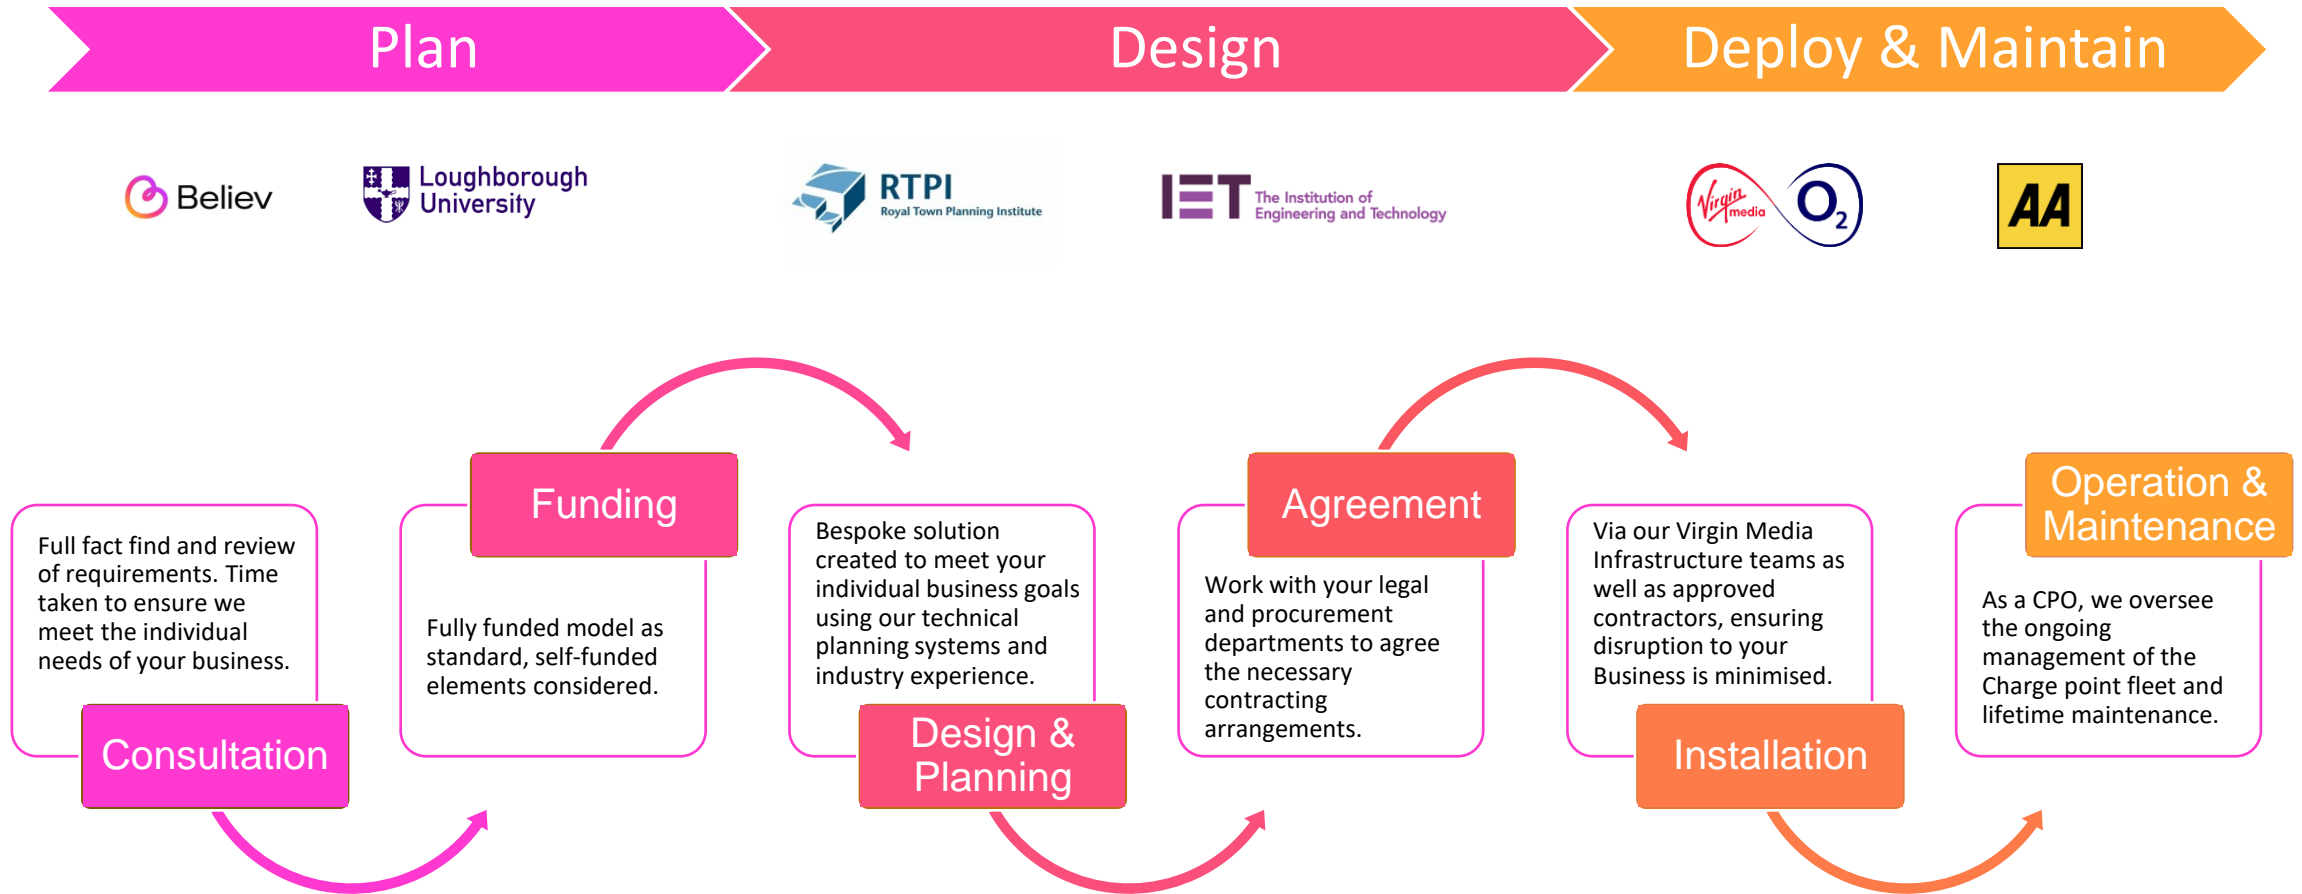 Plan
Design
Deploy & Maintain
Believ
Loughborough
University
RTPI
Royal Town Planning Institute
IET
The Institution of
Engineering and Technology
Virgin
media
O2
AA
Full fact find and review
of requirements. Time
taken to ensure we
meet the individual
needs of your business.
Consultation
Funding
Fully funded model as
standard, self-funded
elements considered.
Bespoke solution
created to meet your
individual business goals
using our technical
planning systems and
industry experience.
Design &
Planning
Agreement
Work with your legal
and procurement
departments to agree
the necessary
contracting
arrangements.
Via our Virgin Media
Infrastructure teams as
well as approved
contractors, ensuring
disruption to your
Business is minimised.
Installation
Operation &
Maintenance
As a CPO, we oversee
the ongoing
management of the
Charge point fleet and
lifetime maintenance.